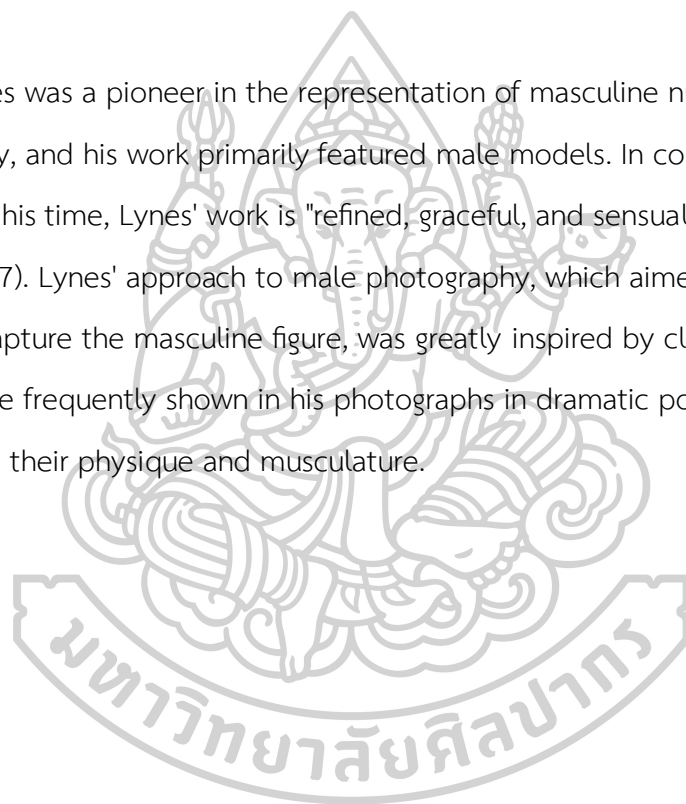 es was a pioneer in the representation of masculine n
y, and his work primarily featured male models. In co
his time, Lynes' work is "refined, graceful, and sensual
7). Lynes' approach to male photography, which aime
pture the masculine figure, was greatly inspired by cl
e frequently shown in his photographs in dramatic po
their physique and musculature.
มหาวิทยาลัยศิลปากร